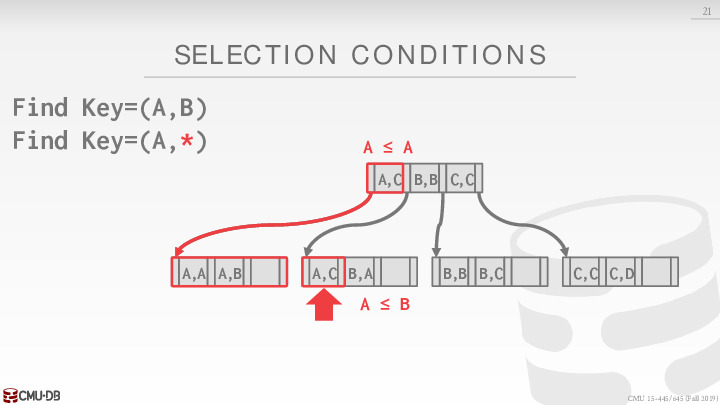 21
SELECTION CONDITIONS
Find Key=(A,B)
Find Key=(A,*)
A ≤ A
A,C B,B C,C
A,A A,B A,C B,A B,B B,C C,C C,D
A ≤ B
CMU·DB
CMU 15-445/645 (Fall 2019)